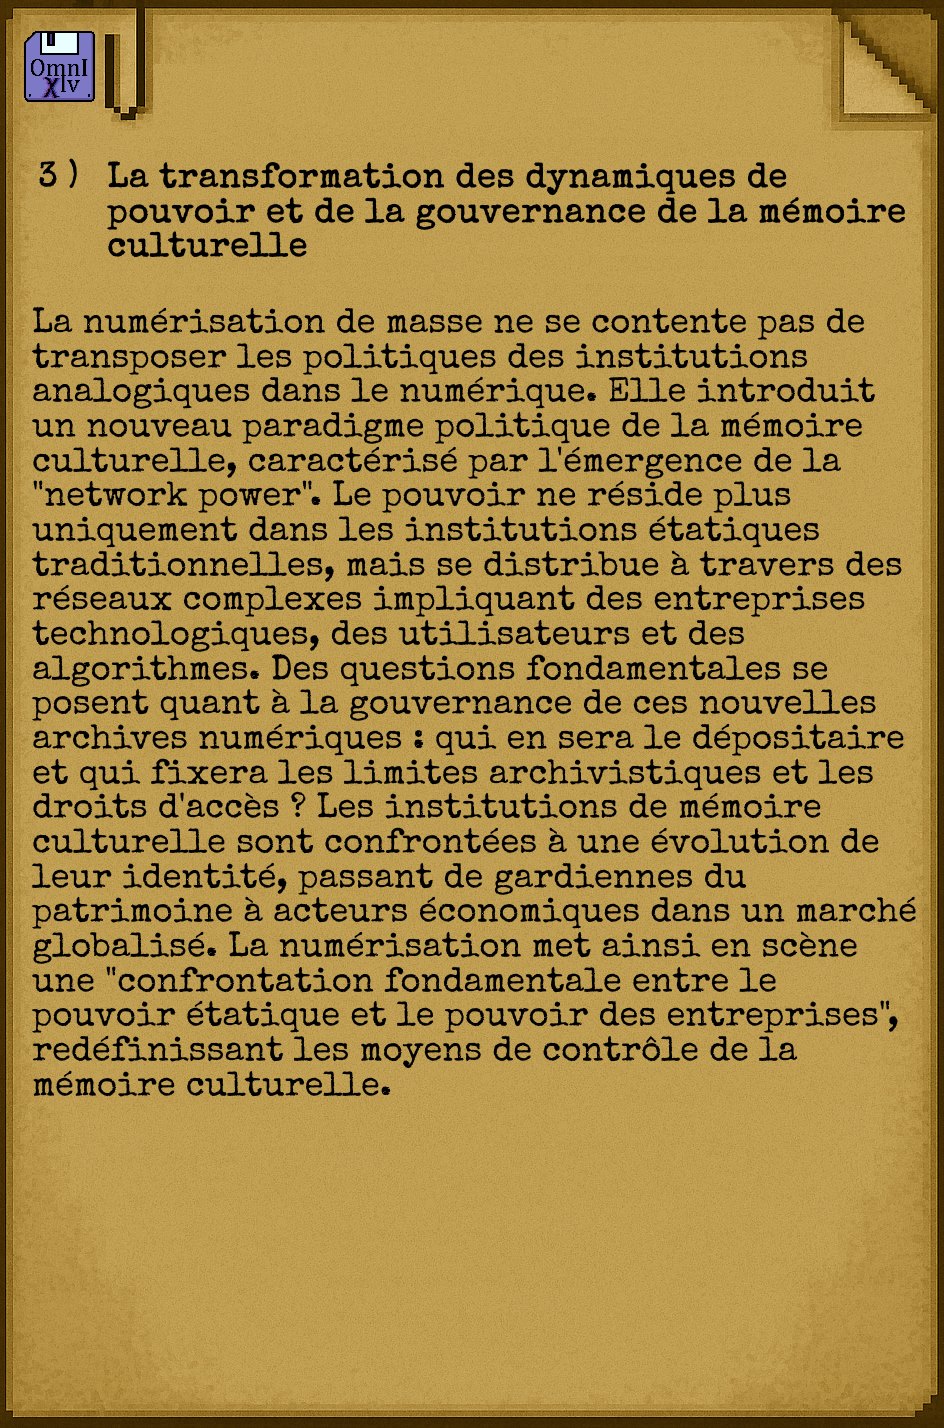 OmnI
χIv
3) La transformation des dynamiques de
pouvoir et de la gouvernance de la mémoire
culturelle
La numérisation de masse ne se contente pas de
transposer les politiques des institutions
analogiques dans le numérique. Elle introduit
un nouveau paradigme politique de la mémoire
culturelle, caractérisé par l'émergence de la
"network power". Le pouvoir ne réside plus
uniquement dans les institutions étatiques
traditionnelles, mais se distribue à travers des
réseaux complexes impliquant des entreprises
technologiques, des utilisateurs et des
algorithmes. Des questions fondamentales se
posent quant à la gouvernance de ces nouvelles
archives numériques : qui en sera le dépositaire
et qui fixera les limites archivistiques et les
droits d'accès ? Les institutions de mémoire
culturelle sont confrontées à une évolution de
leur identité, passant de gardiennes du
patrimoine à acteurs économiques dans un marché
globalisé. La numérisation met ainsi en scène
une "confrontation fondamentale entre le
pouvoir étatique et le pouvoir des entreprises",
redéfinissant les moyens de contrôle de la
mémoire culturelle.